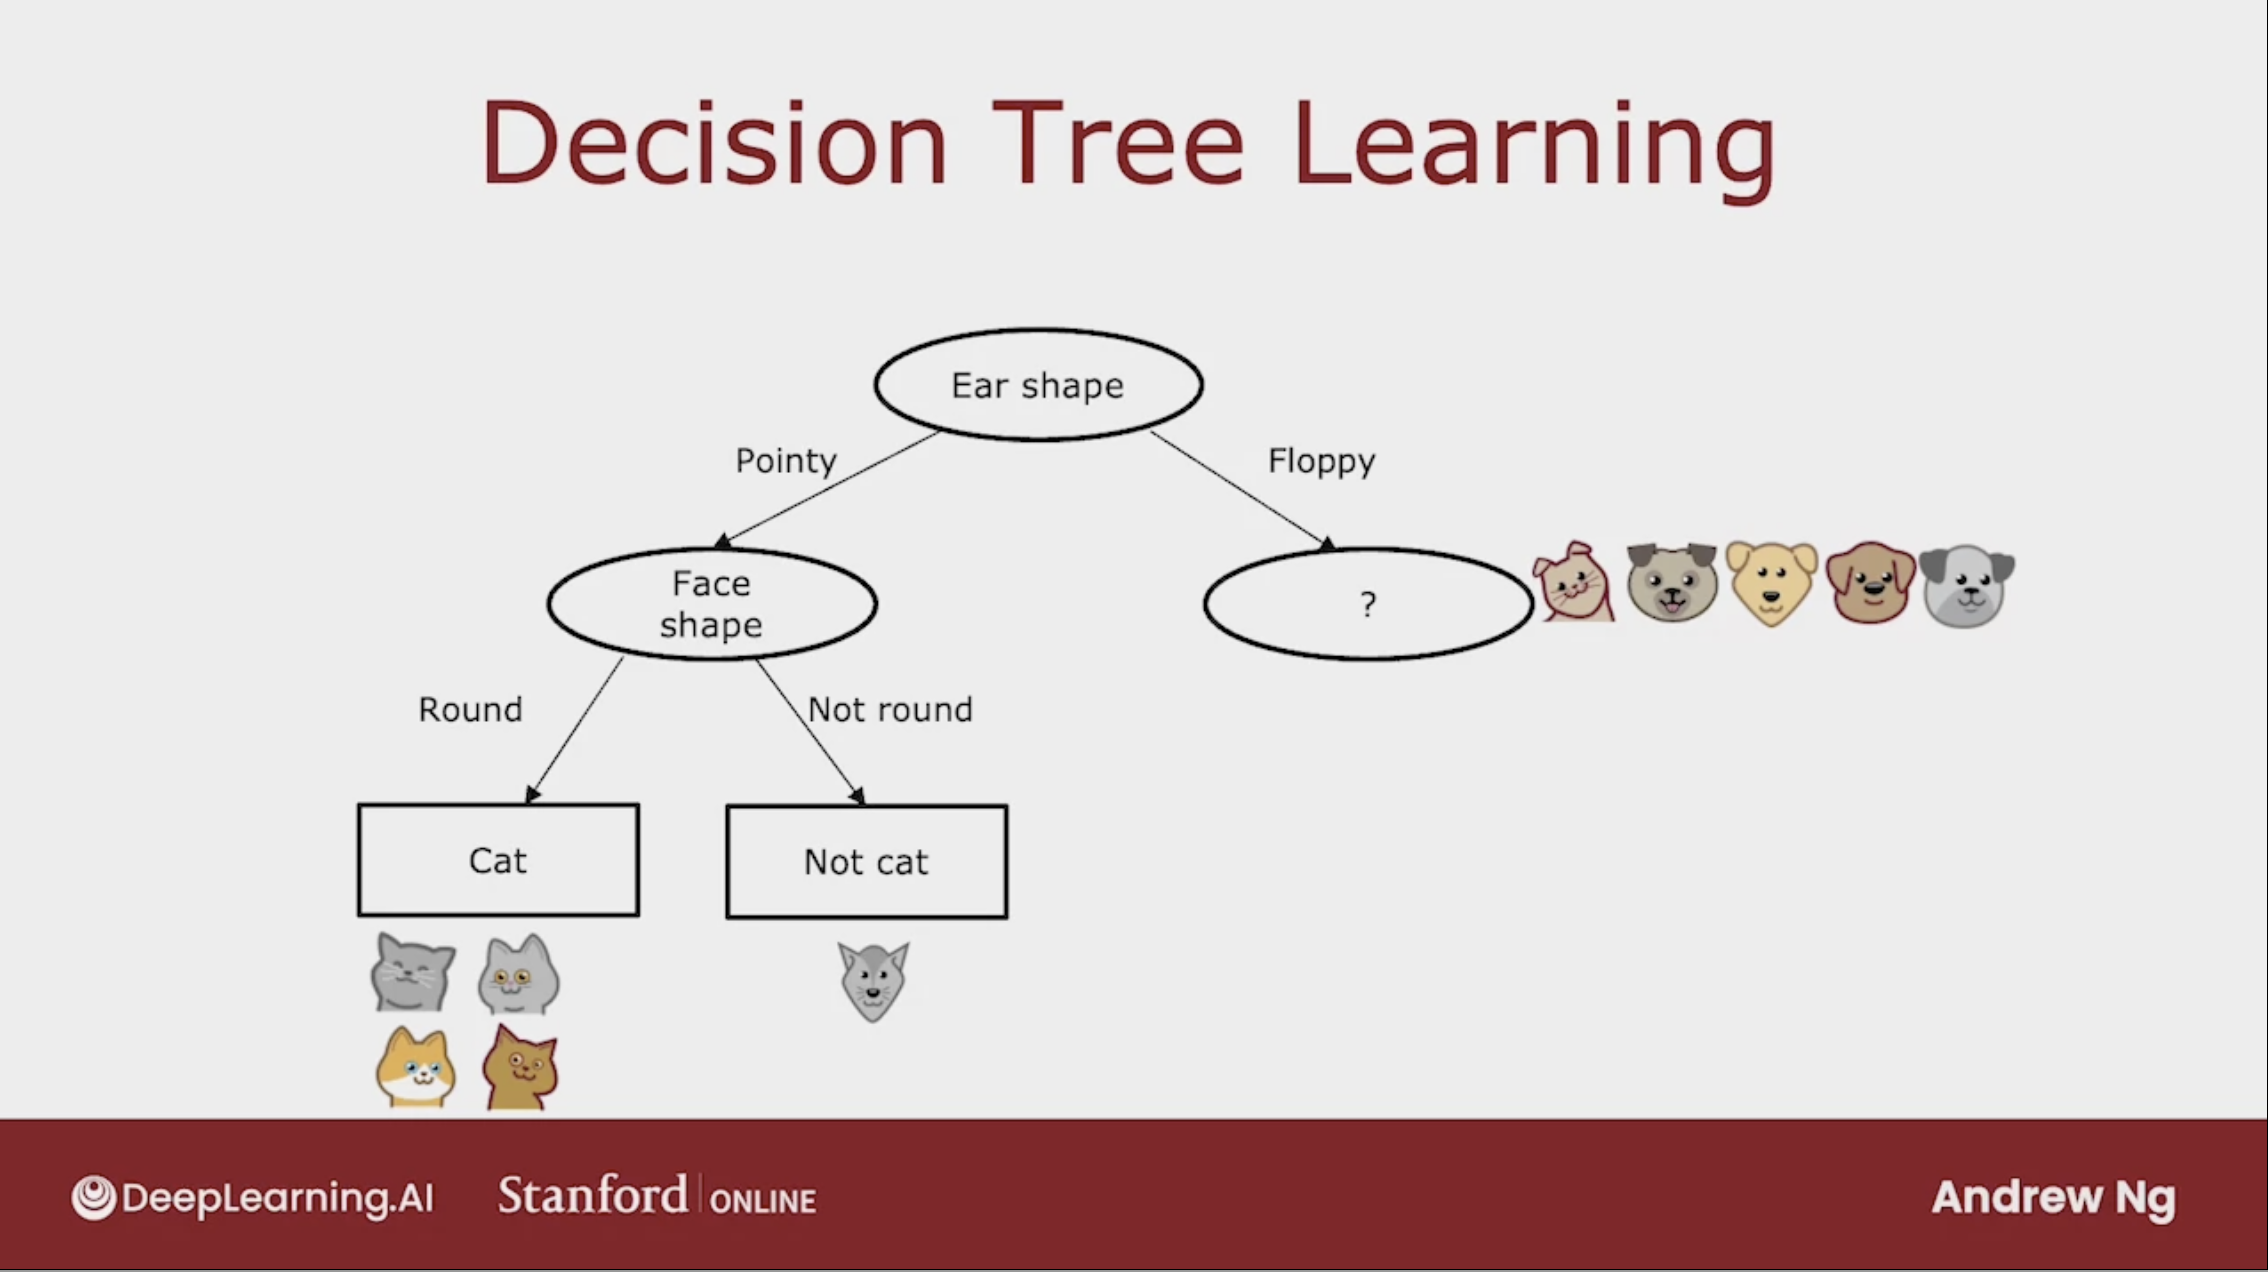 Decision Tree Learning
Ear shape
Pointy
Floppy
Face
shape
?
Round
Not round
Cat
Not cat
DeepLearning.AI
Stanford | ONLINE
Andrew Ng